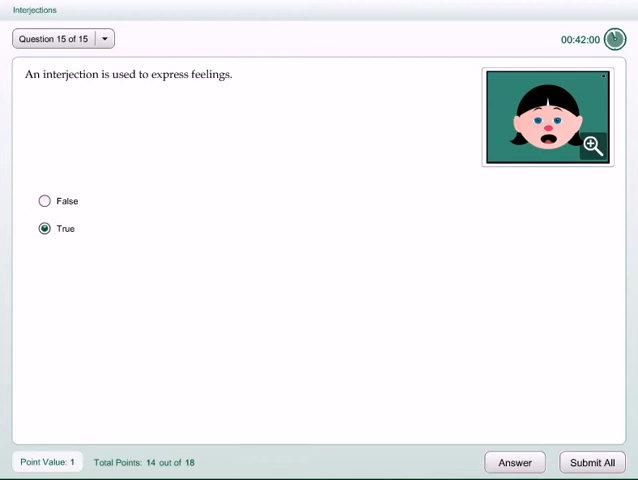 Interjections
Question 15 of 15
00:42:00
An interjection is used to express feelings.
False
True
Point Value: 1
Total Points: 14 out of 18
Answer
Submit All